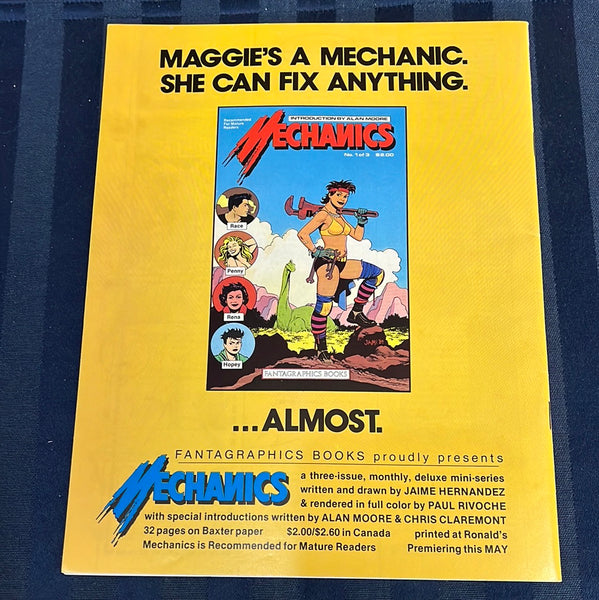 MAGGIE'S A MECHANIC.
SHE CAN FIX ANYTHING.
Recommended
For Mature
Readers
INTRODUCTION BY ALAN MOORE
MECHANICS
No. 1 of 3 $2.00
Race
Penny
Rena
Hopey
JAIME 85
FANTAGRAPHICS BOOKS
...ALMOST.
FANTAGRAPHICS BOOKS proudly presents
MECHANICS
a three-issue, monthly, deluxe mini-series
written and drawn by JAIME HERNANDEZ
& rendered in full color by PAUL RIVOCHE
with special introductions written by ALAN MOORE & CHRIS CLAREMONT
32 pages on Baxter paper $2.00/$2.60 in Canada printed at Ronald's
Mechanics is Recommended for Mature Readers Premiering this MAY